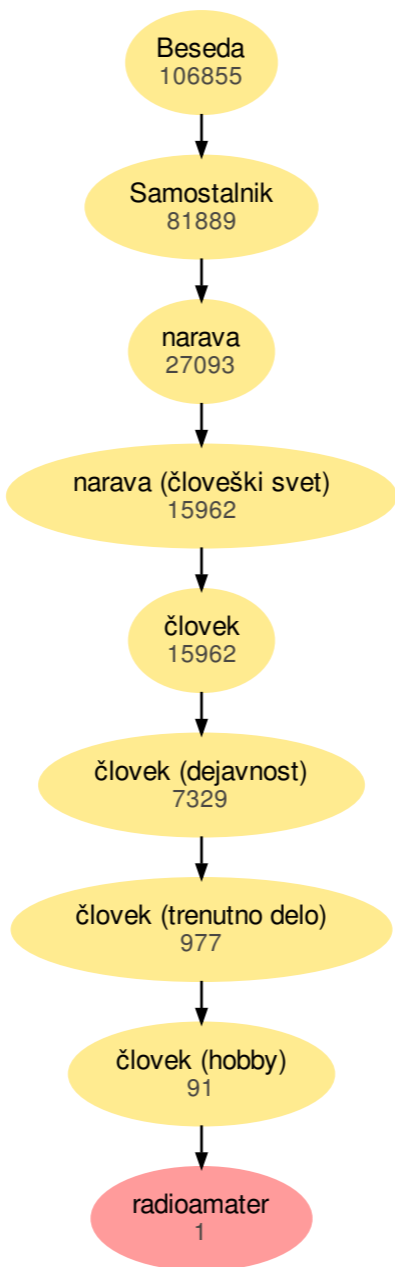 Beseda
106855
Samostalnik
81889
narava
27093
narava (človeški svet)
15962
človek
15962
človek (dejavnost)
7329
človek (trenutno delo)
977
človek (hobby)
91
radioamater
1